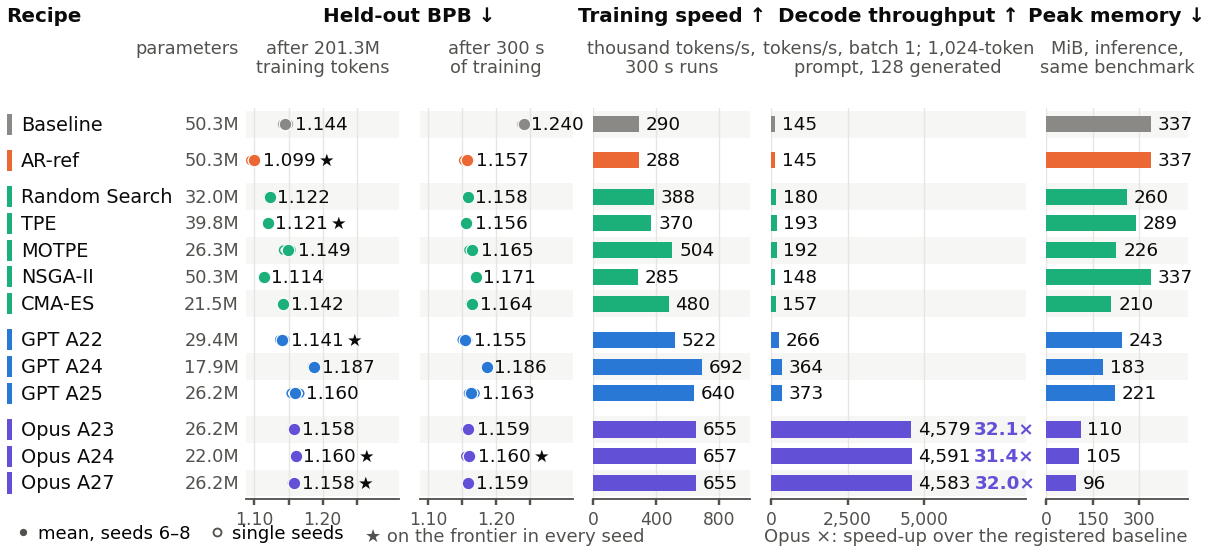 Recipe Held-out BPB ↓ Training speed ↑ Decode throughput ↑ Peak memory ↓
parameters after 201.3M after 300 s thousand tokens/s, tokens/s, batch 1; 1,024-token MiB, inference,
training tokens of training 300 s runs prompt, 128 generated same benchmark
Baseline 50.3M 1.144 1.240 290 145 337
AR-ref 50.3M 1.099 ★ 1.157 288 145 337
Random Search 32.0M 1.122 1.158 388 180 260
TPE 39.8M 1.121 ★ 1.156 370 193 289
MOTPE 26.3M 1.149 1.165 504 192 226
NSGA-II 50.3M 1.114 1.171 285 148 337
CMA-ES 21.5M 1.142 1.164 480 157 210
GPT A22 29.4M 1.141 ★ 1.155 522 266 243
GPT A24 17.9M 1.187 1.186 692 364 183
GPT A25 26.2M 1.160 1.163 640 373 221
Opus A23 26.2M 1.158 1.159 655 4,579 32.1× 110
Opus A24 22.0M 1.160 ★ 1.160 ★ 657 4,591 31.4× 105
Opus A27 26.2M 1.158 ★ 1.159 655 4,583 32.0× 96
1.10 1.20 1.10 1.20 0 400 800 0 2,500 5,000 0 150 300
mean, seeds 6–8 single seeds ★ on the frontier in every seed Opus ×: speed-up over the registered baseline